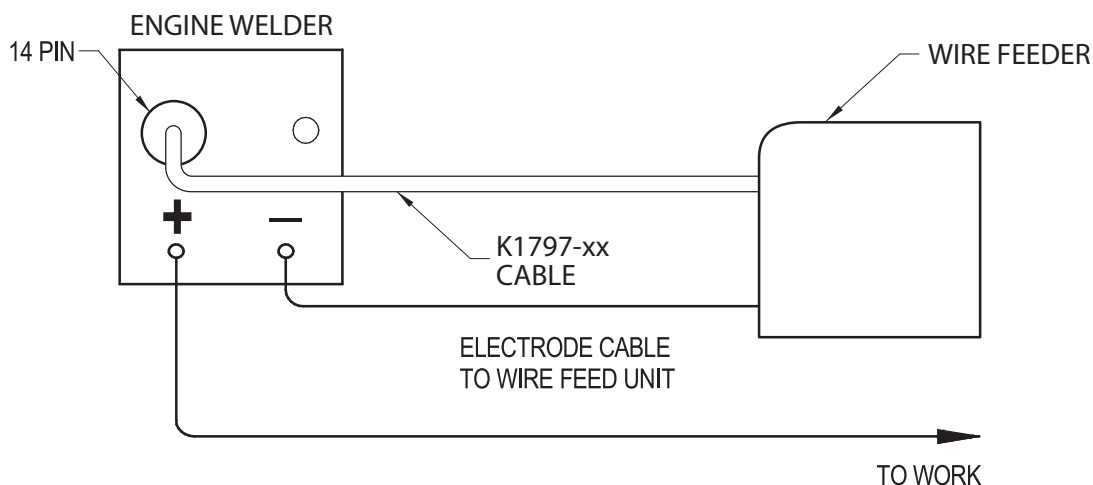 ENGINE WELDER
14 PIN
WIRE FEEDER
+ −
K1797-xx
CABLE
ELECTRODE CABLE
TO WIRE FEED UNIT
TO WORK